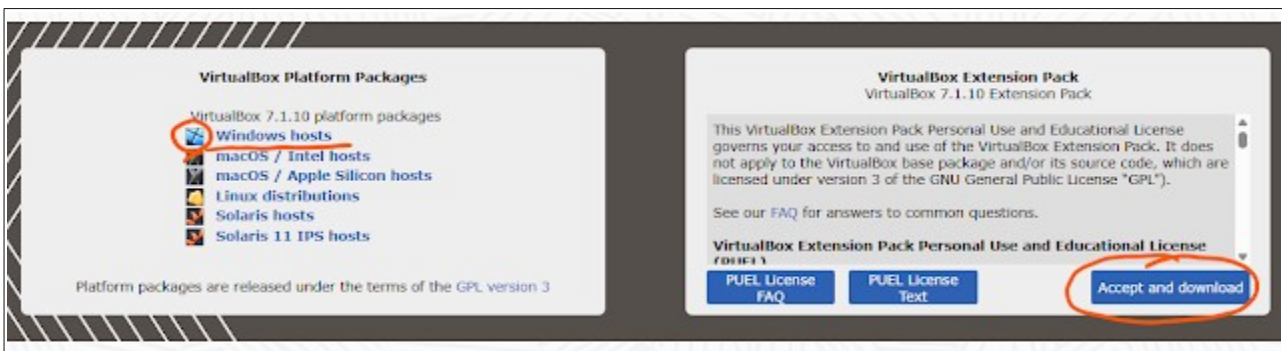 VirtualBox Platform Packages
VirtualBox 7.1.10 platform packages
Windows hosts
macOS / Intel hosts
macOS / Apple Silicon hosts
Linux distributions
Solaris hosts
Solaris 11 IPS hosts
Platform packages are released under the terms of the GPL version 3
VirtualBox Extension Pack
VirtualBox 7.1.10 Extension Pack
This VirtualBox Extension Pack Personal Use and Educational License
governs your access to and use of the VirtualBox Extension Pack. It does
not apply to the VirtualBox base package and/or its source code, which are
licensed under version 3 of the GNU General Public License "GPL").
See our FAQ for answers to common questions.
VirtualBox Extension Pack Personal Use and Educational License
(PUEL)
PUEL License
FAQ
PUEL License
Text
Accept and download